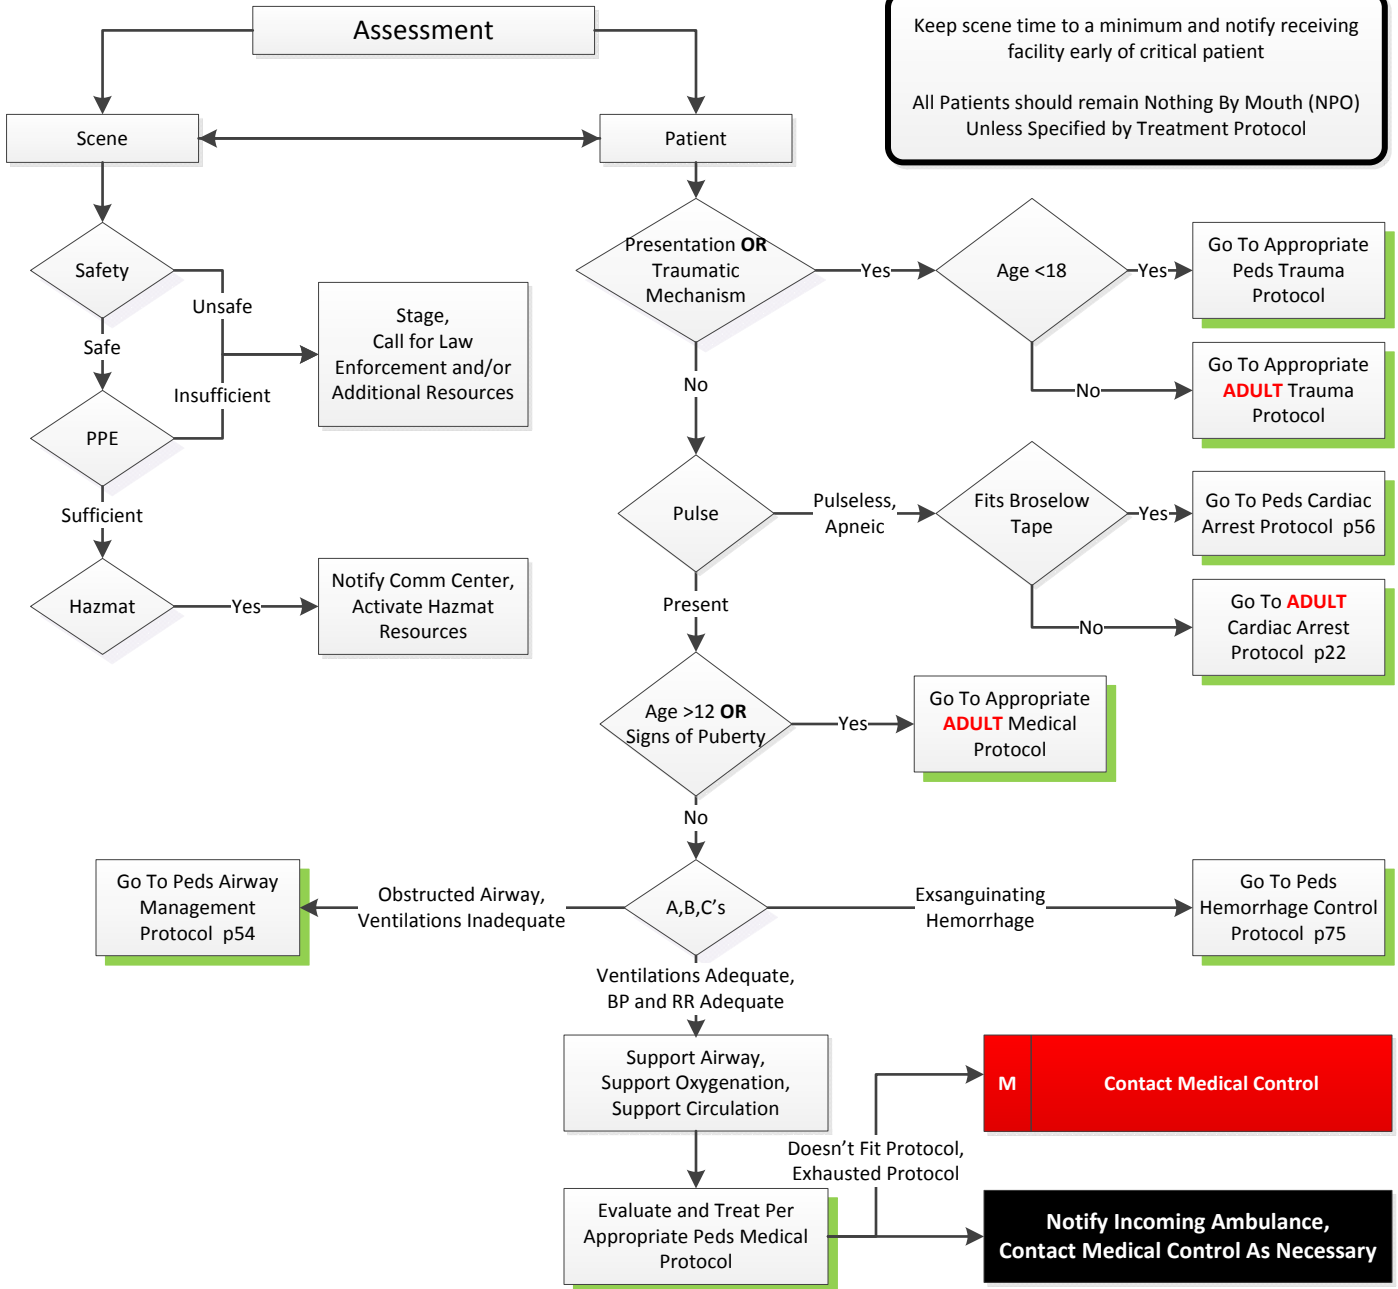 Assessment
Keep scene time to a minimum and notify receiving
facility early of critical patient
All Patients should remain Nothing By Mouth (NPO)
Unless Specified by Treatment Protocol
Scene
Patient
Safety
Unsafe
Safe
Stage,
Call for Law
Enforcement and/or
Additional Resources
Insufficient
PPE
Sufficient
Hazmat
Yes
Notify Comm Center,
Activate Hazmat
Resources
Presentation OR
Traumatic
Mechanism
Yes
Age <18
Yes
Go To Appropriate
Peds Trauma
Protocol
No
Go To Appropriate
ADULT Trauma
Protocol
No
Pulse
Pulseless,
Apneic
Fits Broselow
Tape
Yes
Go To Peds Cardiac
Arrest Protocol p56
No
Go To ADULT
Cardiac Arrest
Protocol p22
Present
Age >12 OR
Signs of Puberty
Yes
Go To Appropriate
ADULT Medical
Protocol
No
A,B,C's
Obstructed Airway,
Ventilations Inadequate
Go To Peds Airway
Management
Protocol p54
Exsanguinating
Hemorrhage
Go To Peds
Hemorrhage Control
Protocol p75
Ventilations Adequate,
BP and RR Adequate
Support Airway,
Support Oxygenation,
Support Circulation
Evaluate and Treat Per
Appropriate Peds Medical
Protocol
Doesn't Fit Protocol,
Exhausted Protocol
M
Contact Medical Control
Notify Incoming Ambulance,
Contact Medical Control As Necessary